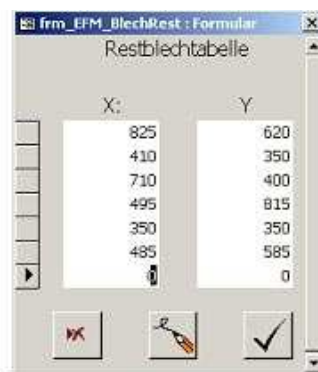 frm_EFM_BlechRest : Formular
Restblechtabelle
X: Y
825 620
410 350
710 400
495 815
350 350
485 585
0 0